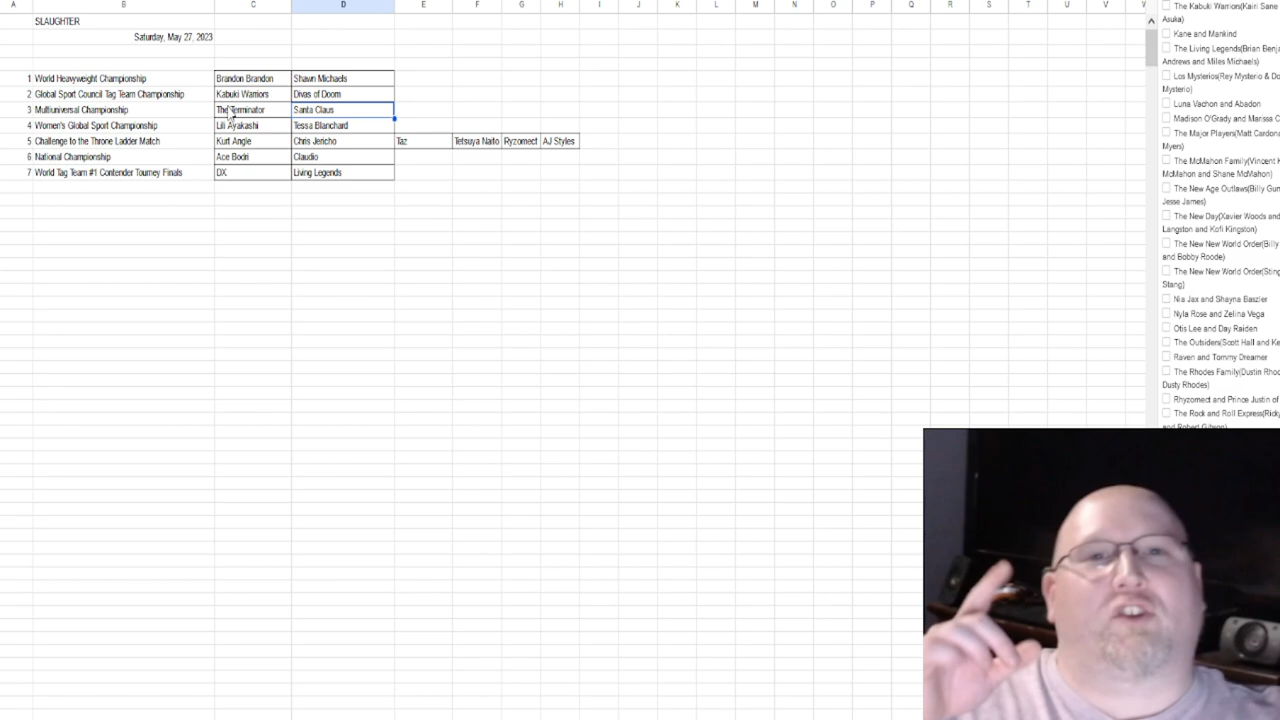 A B C D E F G H I J K L M N O P Q R S T U V
SLAUGHTER
Saturday, May 27, 2023
1 World Heavyweight Championship Brandon Brandon Shawn Michaels
2 Global Sport Council Tag Team Championship Kabuki Warriors Divas of Doom
3 Multiuniversal Championship The Terminator Santa Claus
4 Women's Global Sport Championship Lili Ayakashi Tessa Blanchard
5 Challenge to the Throne Ladder Match Kurt Angle Chris Jericho Taz Tetsuya Naito Ryzomect AJ Styles
6 National Championship Ace Bodri Claudio
7 World Tag Team #1 Contender Tourney Finals DX Living Legends
The Kabuki Warriors(Kairi Sane
Asuka)
Kane and Mankind
The Living Legends(Brian Benj
Andrews and Miles Michaels)
Los Mysterios(Rey Mysterio & Do
Mysterio)
Luna Vachon and Abadon
Madison O'Grady and Marissa C
The Major Players(Matt Cardon
Myers)
The McMahon Family(Vincent K
McMahon and Shane McMahon)
The New Age Outlaws(Billy Gun
Jesse James)
The New Day(Xavier Woods and
Langston and Kofi Kingston)
The New New World Order(Billy
and Bobby Roode)
The New New World Order(Sting
Stang)
Nia Jax and Shayna Baszler
Nyla Rose and Zelina Vega
Otis Lee and Day Raiden
The Outsiders(Scott Hall and Ke
Raven and Tommy Dreamer
The Rhodes Family(Dustin Rhod
Dusty Rhodes)
Rhyzomect and Prince Justin of
The Rock and Roll Express(Ricky
and Robert Gibson)